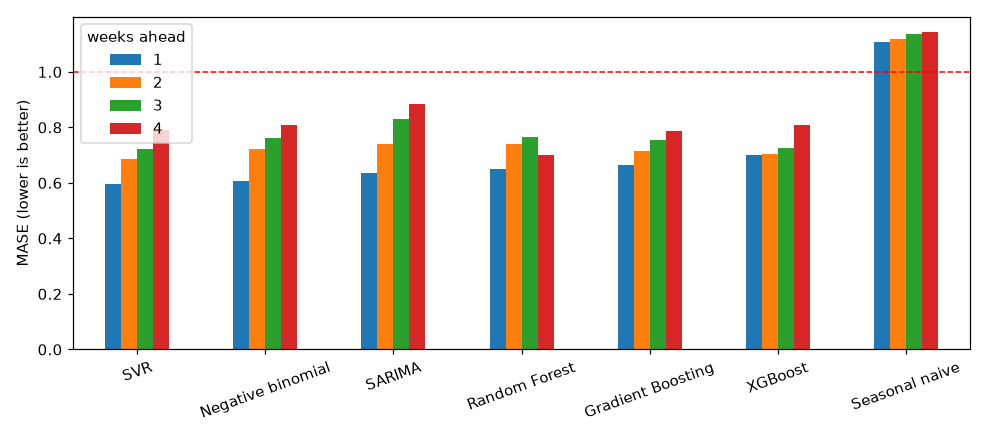 weeks ahead
1
2
3
4
MASE (lower is better)
1.0
0.8
0.6
0.4
0.2
0.0
SVR
Negative binomial
SARIMA
Random Forest
Gradient Boosting
XGBoost
Seasonal naive